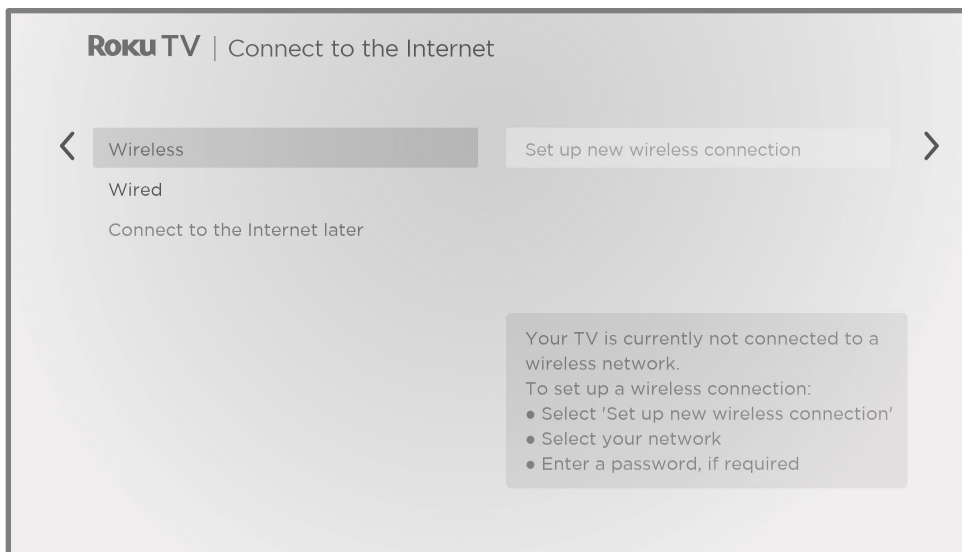 Roku TV | Connect to the Internet
Wireless
Set up new wireless connection
Wired
Connect to the Internet later
Your TV is currently not connected to a
wireless network.
To set up a wireless connection:
● Select 'Set up new wireless connection'
● Select your network
● Enter a password, if required